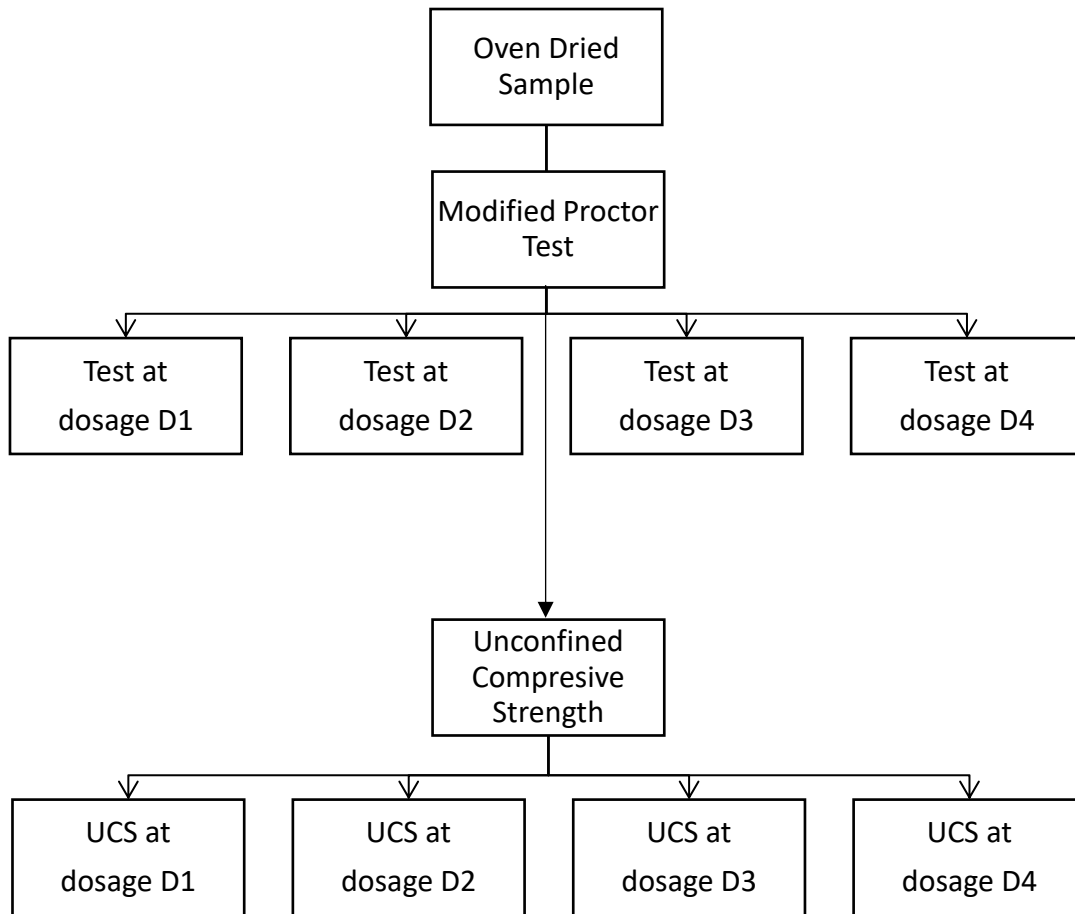 Oven Dried
Sample
Modified Proctor
Test
Test at
dosage D1
Test at
dosage D2
Test at
dosage D3
Test at
dosage D4
Unconfined
Compresive
Strength
UCS at
dosage D1
UCS at
dosage D2
UCS at
dosage D3
UCS at
dosage D4